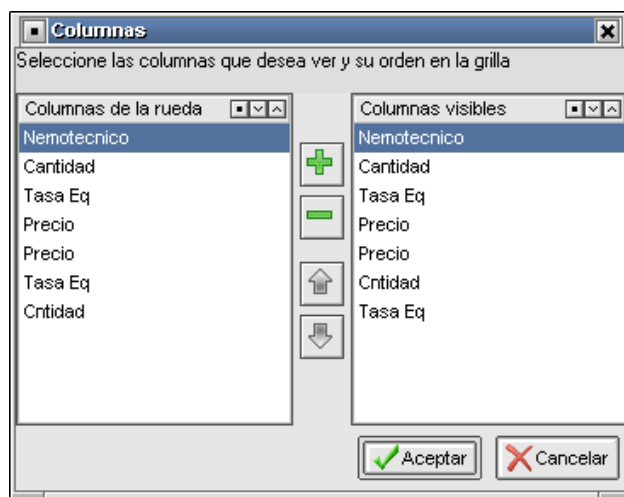 Columnas
Seleccione las columnas que desea ver y su orden en la grilla
Columnas de la rueda
Nemotecnico
Cantidad
Tasa Eq
Precio
Precio
Tasa Eq
Cntidad
Columnas visibles
Nemotecnico
Cantidad
Tasa Eq
Precio
Precio
Cntidad
Tasa Eq
Aceptar
Cancelar